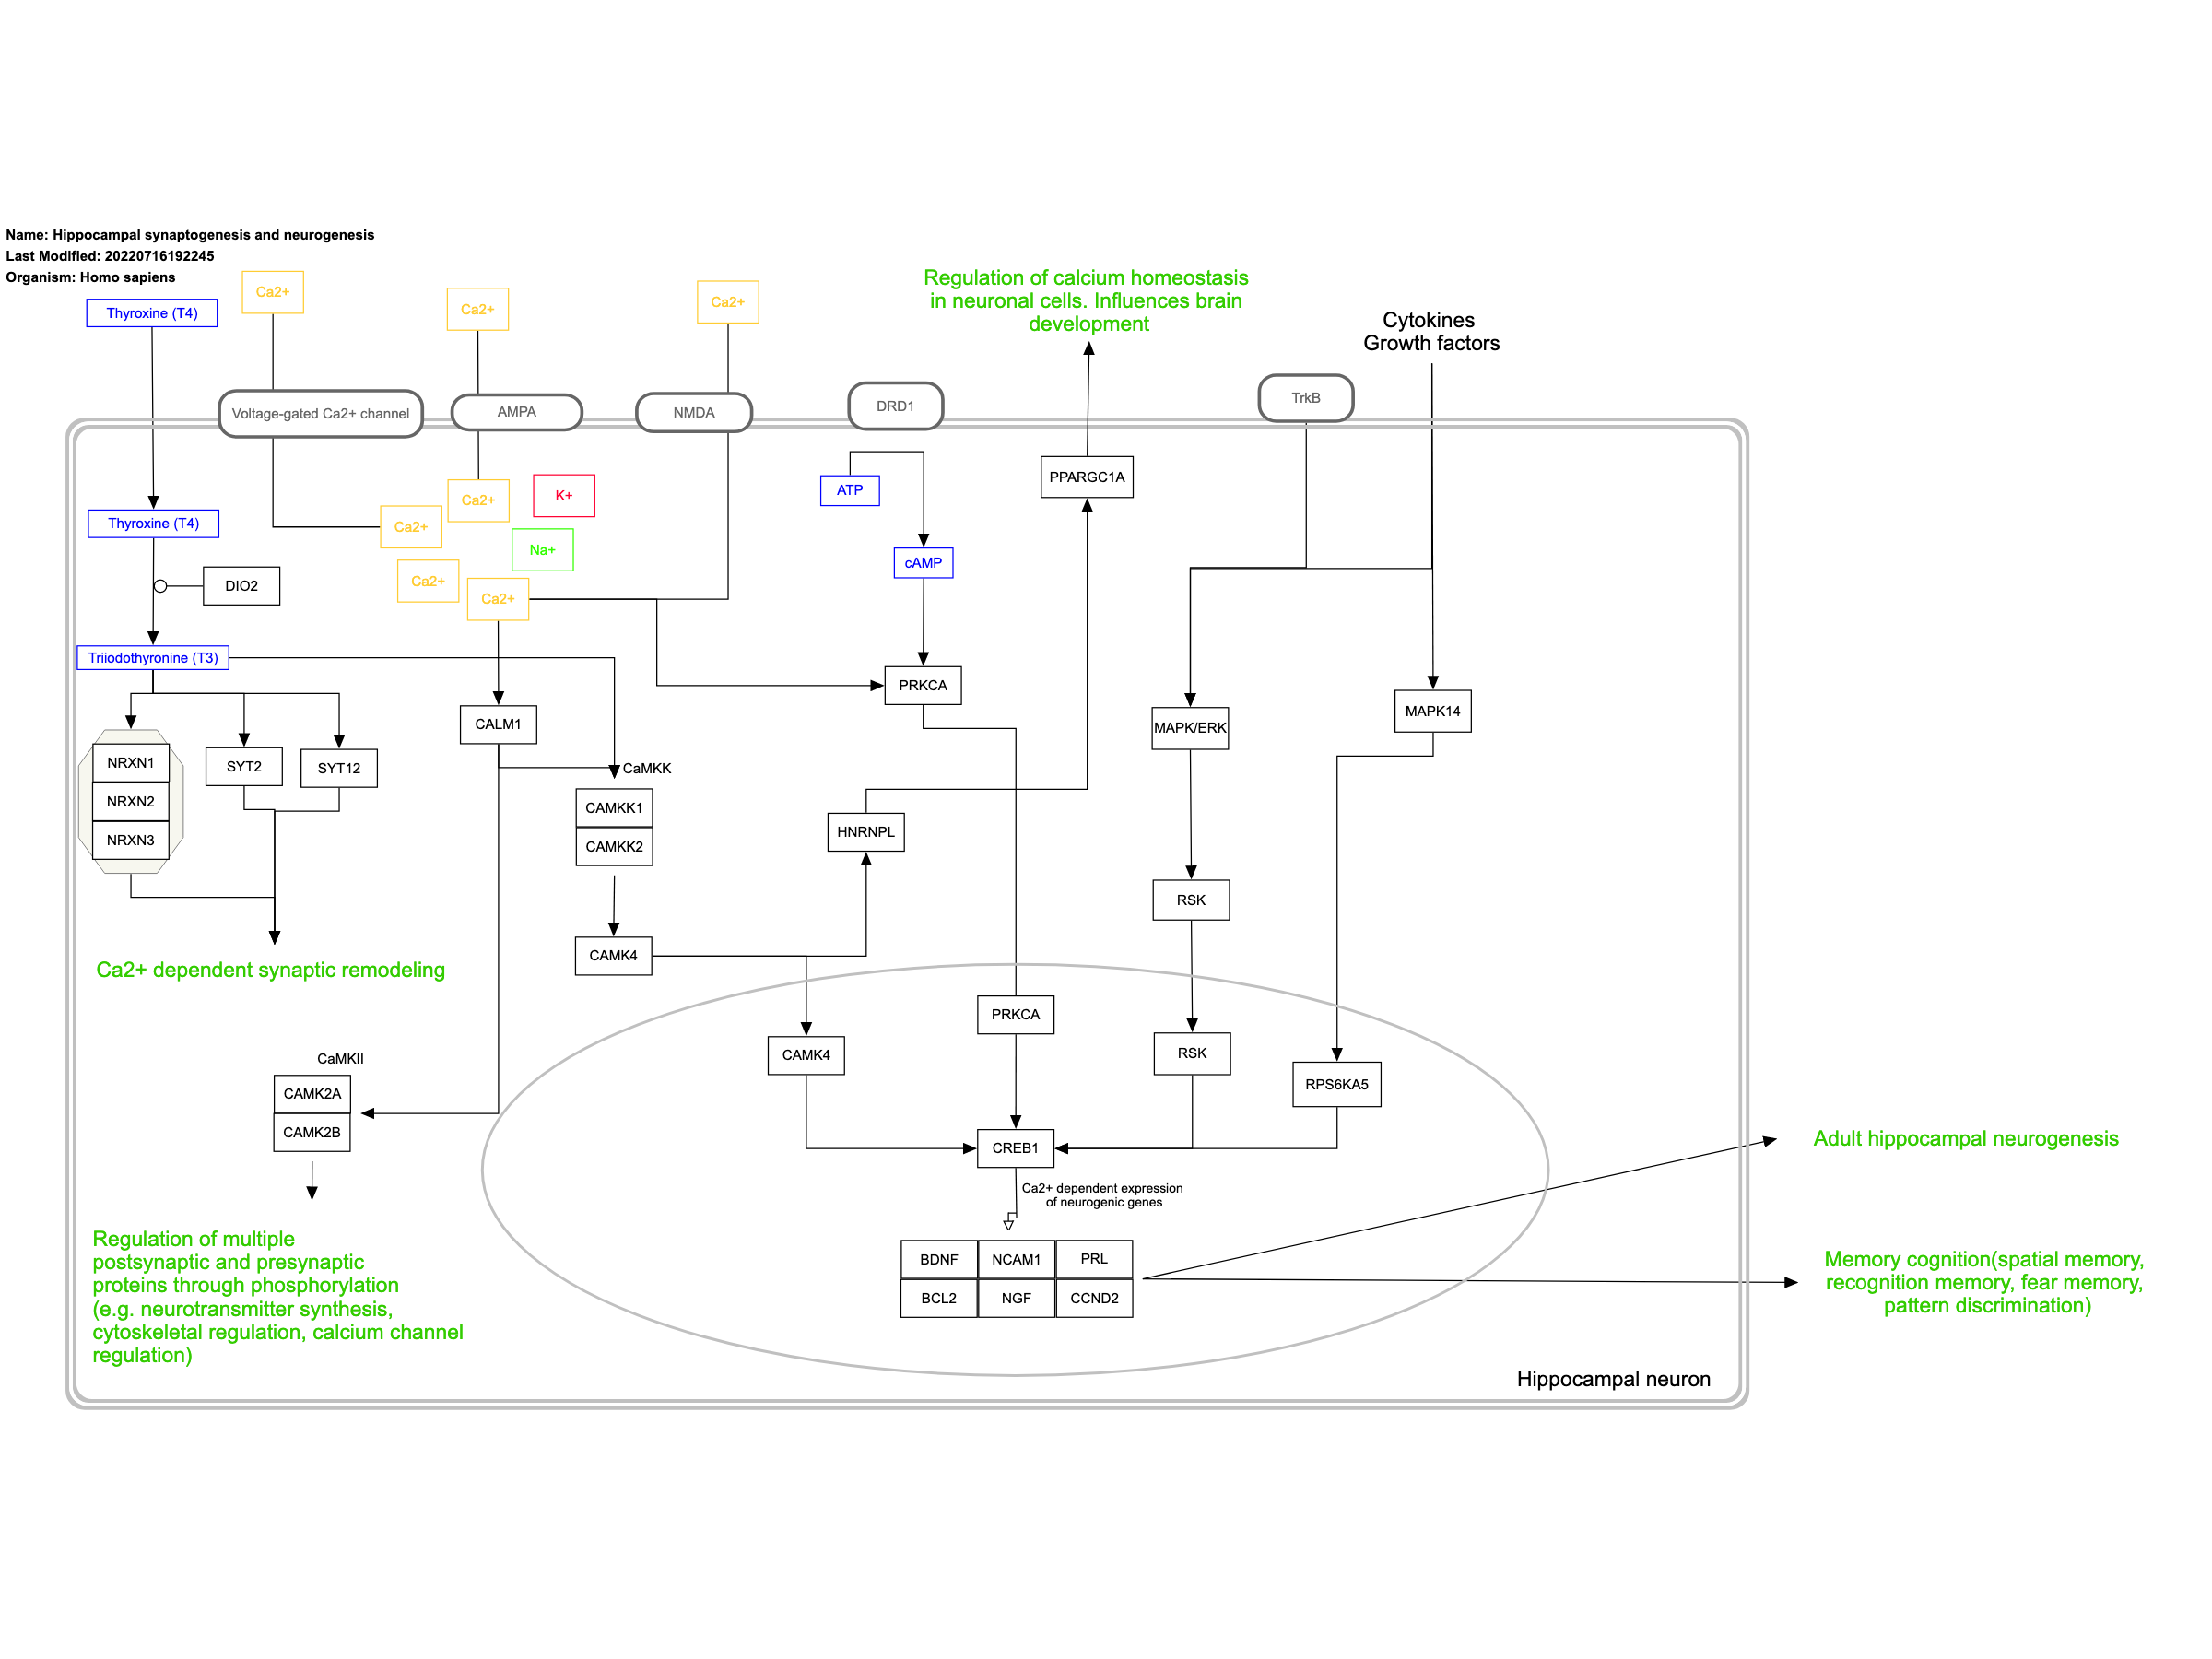 Name: Hippocampal synaptogenesis and neurogenesis
Last Modified: 20220716192245
Organism: Homo sapiens
Thyroxine (T4)
Ca2+
Ca2+
Ca2+
Regulation of calcium homeostasis
in neuronal cells. Influences brain
development
Cytokines
Growth factors
Voltage-gated Ca2+ channel
AMPA
NMDA
DRD1
TrkB
Thyroxine (T4)
Ca2+
Ca2+
K+
Na+
Ca2+
Ca2+
ATP
cAMP
PPARGC1A
DIO2
Triiodothyronine (T3)
PRKCA
CALM1
MAPK/ERK
MAPK14
NRXN1
NRXN2
NRXN3
SYT2
SYT12
CaMKK
CAMKK1
CAMKK2
HNRNPL
RSK
CAMK4
Ca2+ dependent synaptic remodeling
PRKCA
CAMK4
RSK
RPS6KA5
CaMKII
CAMK2A
CAMK2B
CREB1
Ca2+ dependent expression
of neurogenic genes
Adult hippocampal neurogenesis
Regulation of multiple
postsynaptic and presynaptic
proteins through phosphorylation
(e.g. neurotransmitter synthesis,
cytoskeletal regulation, calcium channel
regulation)
BDNF
NCAM1
PRL
BCL2
NGF
CCND2
Memory cognition(spatial memory,
recognition memory, fear memory,
pattern discrimination)
Hippocampal neuron